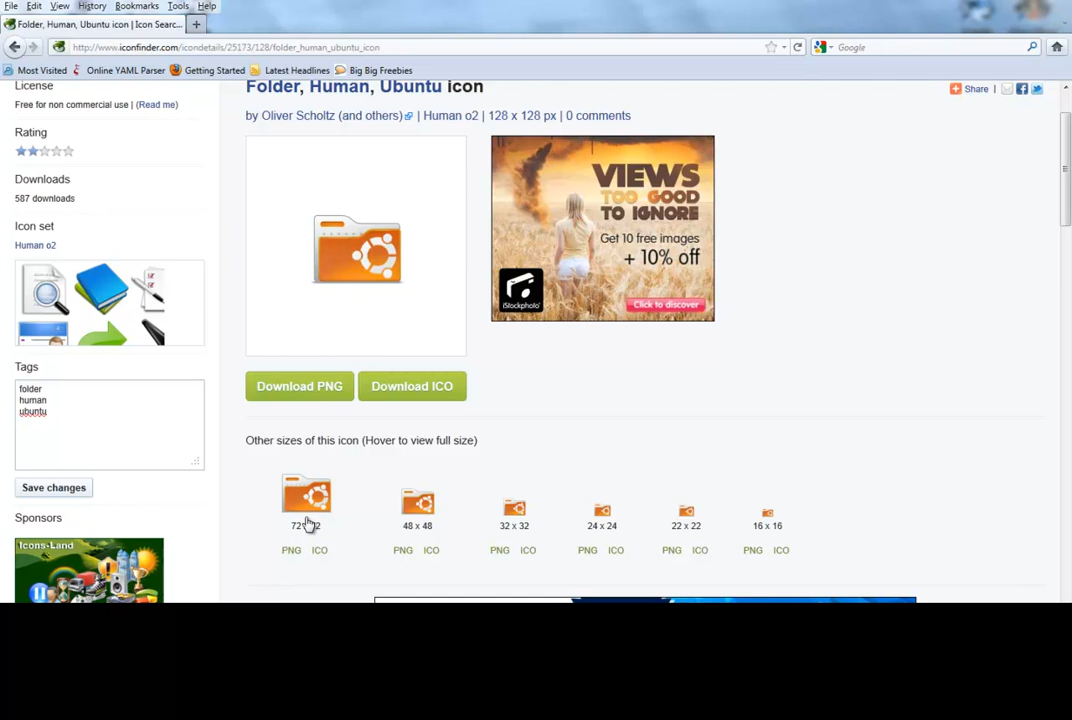 File Edit View History Bookmarks Tools Help
Folder, Human, Ubuntu icon | Icon Searc...
http://www.iconfinder.com/icondetails/25173/128/folder_human_ubuntu_icon
Google
Most Visited Online YAML Parser Getting Started Latest Headlines Big Big Freebies
License
Free for non commercial use | (Read me)
Rating
Downloads
587 downloads
Icon set
Human o2
Tags
folder
human
ubuntu
Save changes
Sponsors
Icons-Land
Folder, Human, Ubuntu icon
Share |
by Oliver Scholtz (and others) | Human o2 | 128 x 128 px | 0 comments
VIEWS
TOO GOOD
TO IGNORE
Get 10 free images
+ 10% off
iStockphoto
Click to discover
Download PNG Download ICO
Other sizes of this icon (Hover to view full size)
48 x 48 32 x 32 24 x 24 22 x 22 16 x 16
PNG ICO PNG ICO PNG ICO PNG ICO PNG ICO PNG ICO